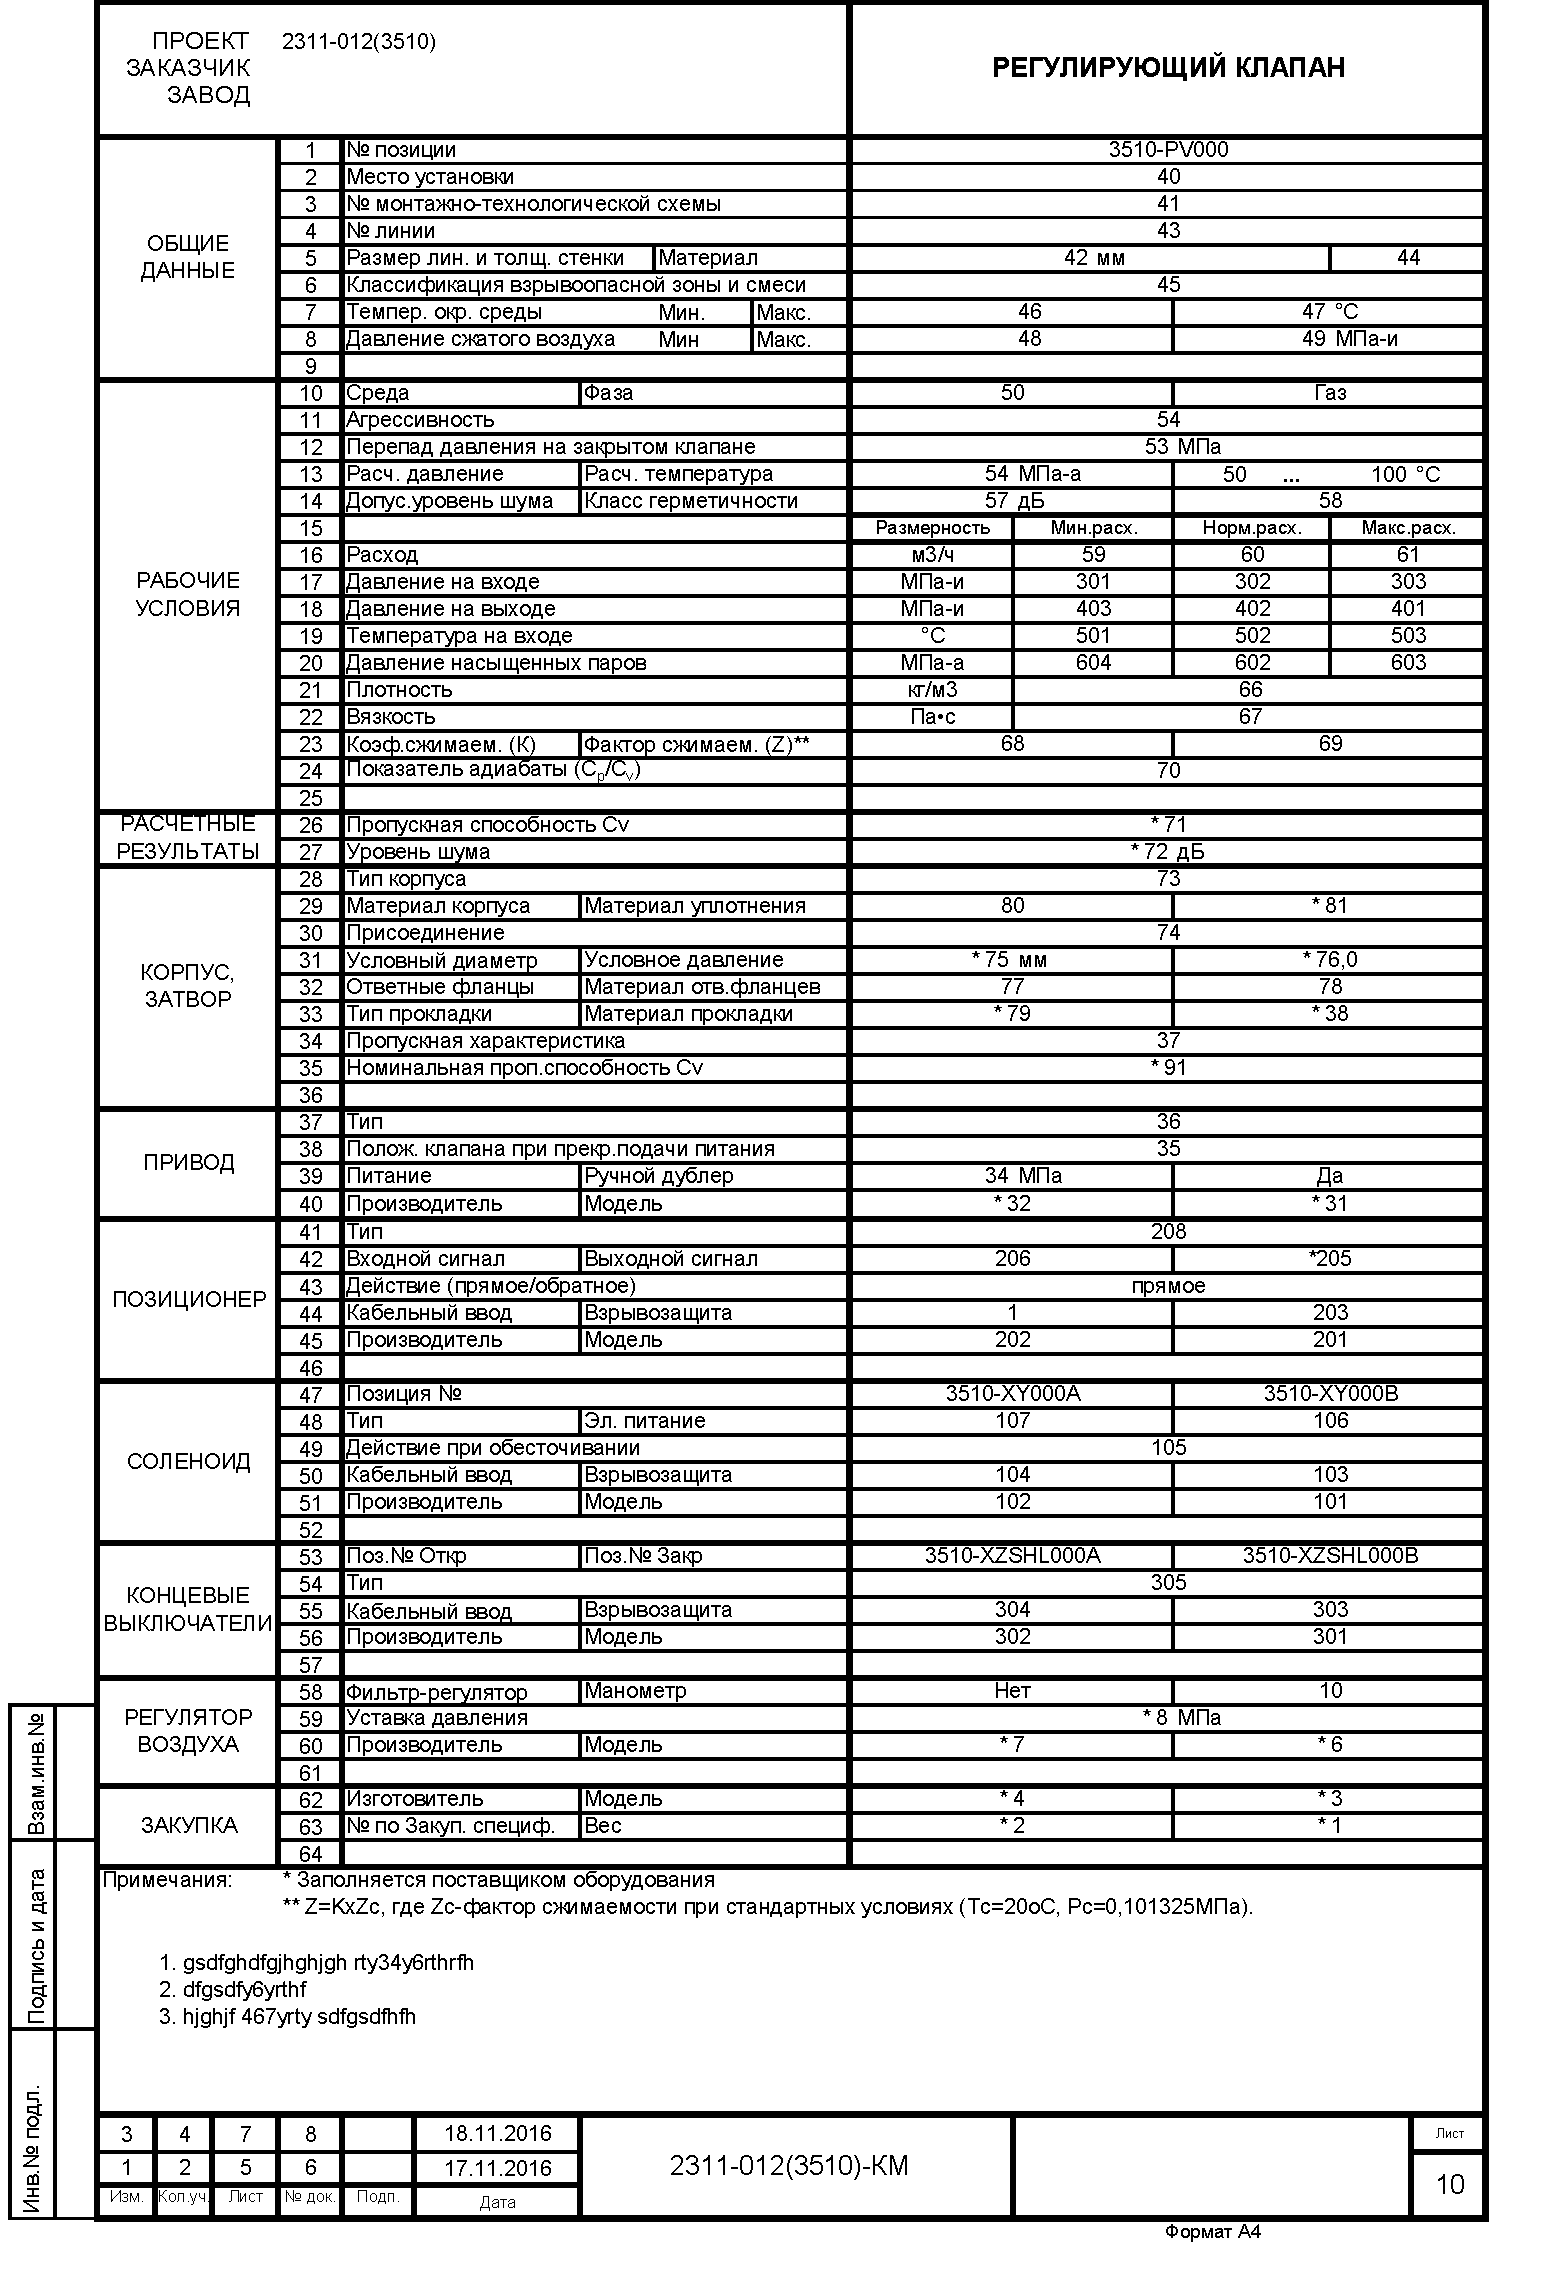 ПРОЕКТ 2311-012(3510)
ЗАКАЗЧИК
ЗАВОД
РЕГУЛИРУЮЩИЙ КЛАПАН
ОБЩИЕ ДАННЫЕ
1 № позиции 3510-PV000
2 Место установки 40
3 № монтажно-технологической схемы 41
4 № линии 43
5 Размер лин. и толщ. стенки Материал 42 мм 44
6 Классификация взрывоопасной зоны и смеси 45
7 Темпер. окр. среды Мин. Макс. 46 47 °C
8 Давление сжатого воздуха Мин Макс. 48 49 МПа-и
9
РАБОЧИЕ УСЛОВИЯ
10 Среда Фаза 50 Газ
11 Агрессивность 54
12 Перепад давления на закрытом клапане 53 МПа
13 Расч. давление Расч. температура 54 МПа-а 50 ... 100 °C
14 Допус.уровень шума Класс герметичности 57 дБ 58
15 Размерность Мин.расх. Норм.расх. Макс.расх.
16 Расход м3/ч 59 60 61
17 Давление на входе МПа-и 301 302 303
18 Давление на выходе МПа-и 403 402 401
19 Температура на входе °C 501 502 503
20 Давление насыщенных паров МПа-а 604 602 603
21 Плотность кг/м3 66
22 Вязкость Па•с 67
23 Коэф.сжимаем. (К) Фактор сжимаем. (Z)** 68 69
24 Показатель адиабаты (Cp/Cv) 70
25
РАСЧЕТНЫЕ РЕЗУЛЬТАТЫ
26 Пропускная способность Cv * 71
27 Уровень шума * 72 дБ
КОРПУС, ЗАТВОР
28 Тип корпуса 73
29 Материал корпуса Материал уплотнения 80 * 81
30 Присоединение 74
31 Условный диаметр Условное давление * 75 мм * 76,0
32 Ответные фланцы Материал отв.фланцев 77 78
33 Тип прокладки Материал прокладки * 79 * 38
34 Пропускная характеристика 37
35 Номинальная проп.способность Cv * 91
36
ПРИВОД
37 Тип 36
38 Полож. клапана при прекр.подачи питания 35
39 Питание Ручной дублер 34 МПа Да
40 Производитель Модель * 32 * 31
ПОЗИЦИОНЕР
41 Тип 208
42 Входной сигнал Выходной сигнал 206 *205
43 Действие (прямое/обратное) прямое
44 Кабельный ввод Взрывозащита 1 203
45 Производитель Модель 202 201
46
СОЛЕНОИД
47 Позиция № 3510-XY000A 3510-XY000B
48 Тип Эл. питание 107 106
49 Действие при обесточивании 105
50 Кабельный ввод Взрывозащита 104 103
51 Производитель Модель 102 101
52
КОНЦЕВЫЕ ВЫКЛЮЧАТЕЛИ
53 Поз.№ Откр Поз.№ Закр 3510-XZSHL000A 3510-XZSHL000B
54 Тип 305
55 Кабельный ввод Взрывозащита 304 303
56 Производитель Модель 302 301
57
РЕГУЛЯТОР ВОЗДУХА
58 Фильтр-регулятор Манометр Нет 10
59 Уставка давления * 8 МПа
60 Производитель Модель * 7 * 6
61
ЗАКУПКА
62 Изготовитель Модель * 4 * 3
63 № по Закуп. специф. Вес * 2 * 1
64
Примечания: * Заполняется поставщиком оборудования
** Z=KxZc, где Zc-фактор сжимаемости при стандартных условиях (Тс=20оС, Рс=0,101325МПа).
1. gsdfghdfgjhghjgh rty34y6rthrfh
2. dfgsdfy6yrthf
3. hjghjf 467yrty sdfgsdfhfh
Взам.инв.№
Подпись и дата
Инв.№ подл.
3 4 7 8 18.11.2016
1 2 5 6 17.11.2016
Изм. Кол.уч. Лист № док. Подп. Дата
2311-012(3510)-КМ
Лист
10
Формат А4